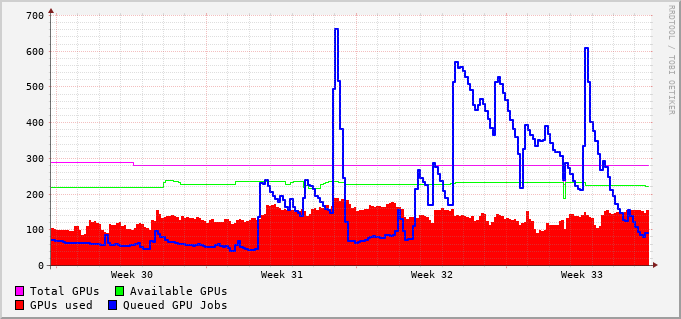 700
600
500
400
300
200
100
0
Week 30 Week 31 Week 32 Week 33
Total GPUs Available GPUs
GPUs used Queued GPU Jobs
RRDTOOL / TOBI OETIKER